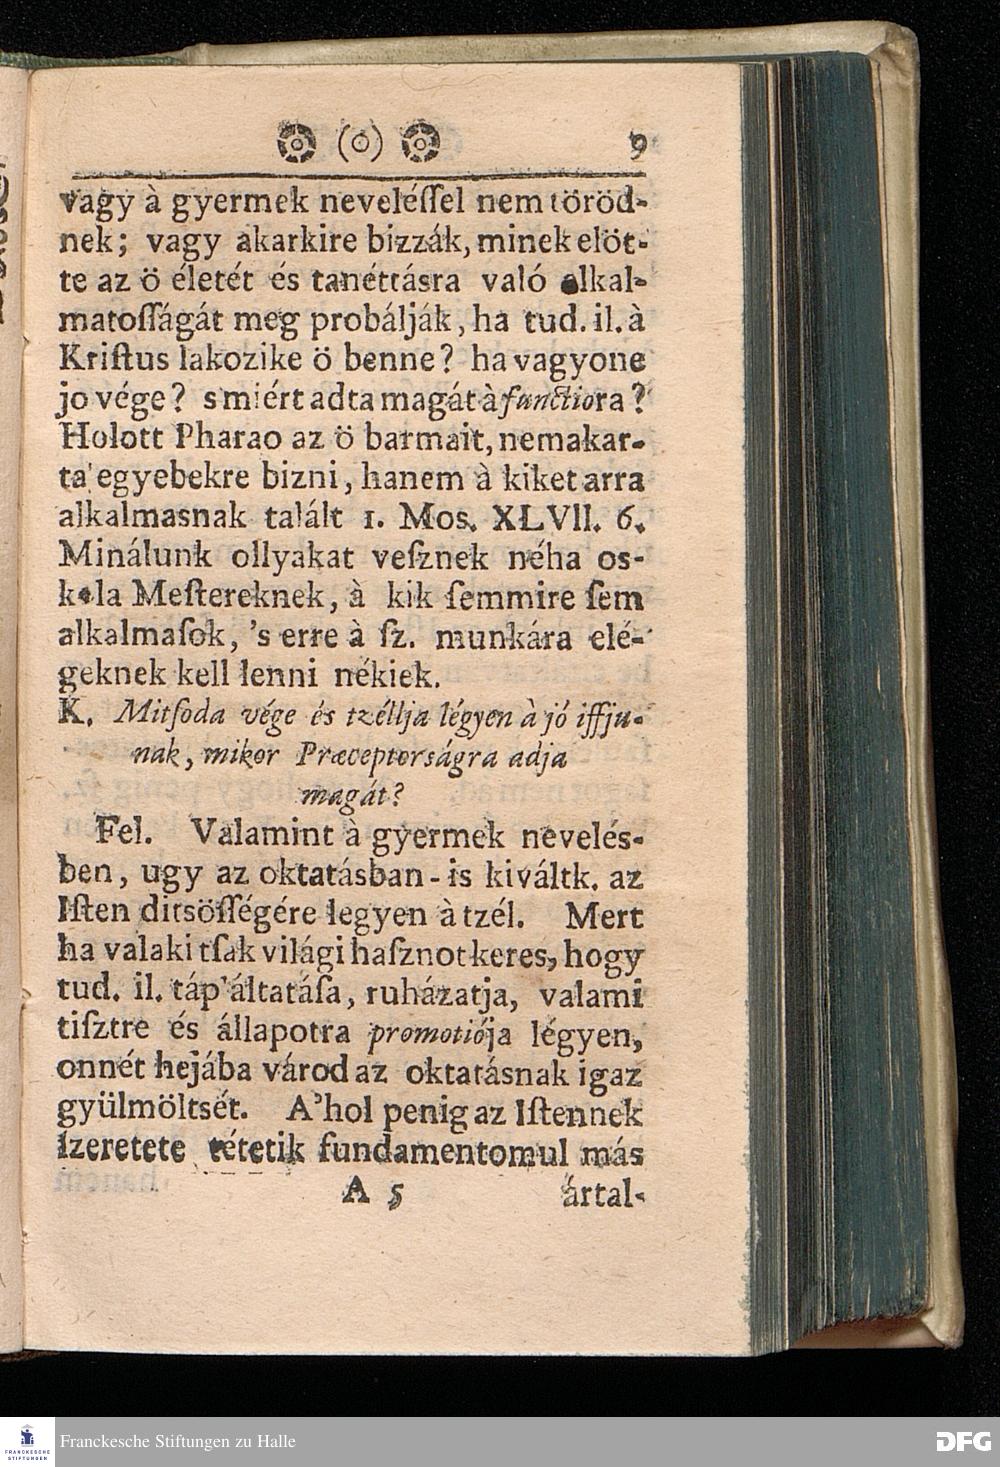 (o) 9
vagy à gyermek neveléſſel nem töröd-
nek; vagy akarkire bizzák, minek elöt-
te az ö életét és tanéttásra való alkal-
matoſſágát meg probálják, ha tud. il. à
Kriſtus lakozike ö benne? ha vagyone
jo vége? s miért adta magát à functiora?
Holott Pharao az ö barmait, nem akar-
ta egyebekre bizni, hanem à kiket arra
alkalmasnak talált 1. Mos. XLVII. 6.
Minálunk ollyakat veſznek néha os-
kola Meſtereknek, à kik ſemmire ſem
alkalmaſok, 's erre à ſz. munkára elé-
geknek kell lenni nékiek.
K. Mitſoda vége és tzéllja légyen à jó iffju-
nak, mikor Præceptorságra adja
magát?
Fel. Valamint à gyermek nevelés-
ben, ugy az oktatásban-is kiváltk. az
Iſten ditsöſſégére legyen à tzél. Mert
ha valaki tſak világi haſznot keres, hogy
tud. il. táp'áltatáſa, ruházatja, valami
tiſztre és állapotra promotiója légyen,
onnét hejába várod az oktatásnak igaz
gyülmöltsét. A'hol penig az Iſtennek
ſzeretete tétetik fundamentomul más
A 5 ártal-
FRANCKESCHE
STIFTUNGEN
Franckesche Stiftungen zu Halle
DFG